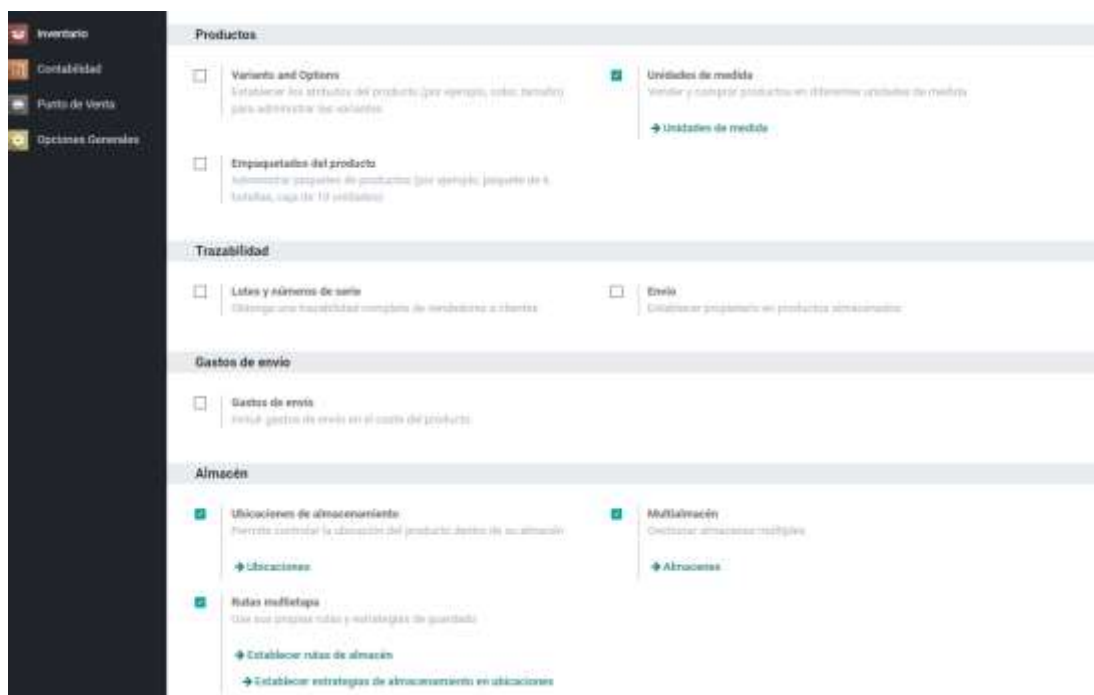 Inventario
Contabilidad
Punto de Venta
Opciones Generales
Productos
Variants and Options
Establecer los atributos del producto (por ejemplo, color, tamaño)
para administrar las variantes
Unidades de medida
Vender y comprar productos en diferentes unidades de medida
Unidades de medida
Empaquetados del producto
Administrar paquetes de productos (por ejemplo, paquete de 6
botellas, caja de 10 unidades)
Trazabilidad
Lotes y números de serie
Obtenga una trazabilidad completa de vendedores a clientes
Envío
Establecer propietario en productos almacenados
Gastos de envío
Gastos de envío
Incluir gastos de envío en el coste del producto
Almacén
Ubicaciones de almacenamiento
Permite controlar la ubicación del producto dentro de su almacén
Ubicaciones
Multialmacén
Gestionar almacenes múltiples
Almacenes
Rutas multietapa
Use sus propias rutas y estrategias de guardado
Establecer rutas de almacén
Establecer estrategias de almacenamiento en ubicaciones